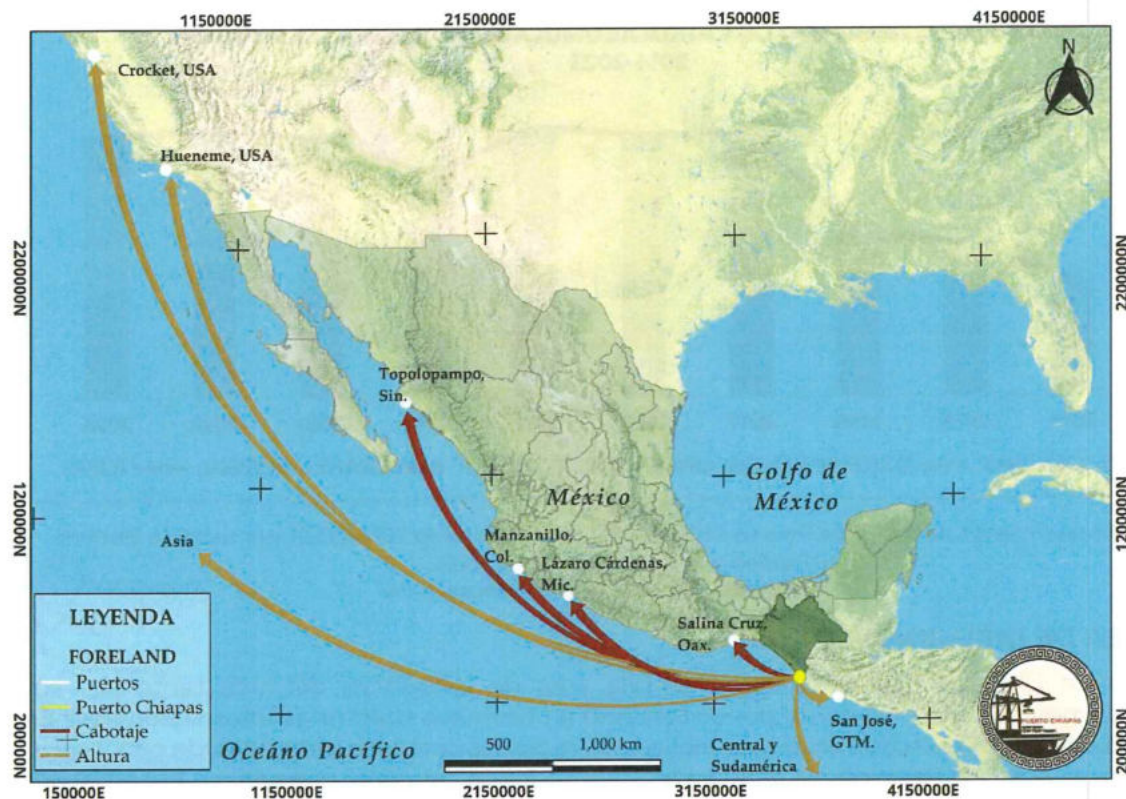 1150000E 2150000E 3150000E 4150000E
N
Crocket, USA
Hueneme, USA
2200000N
2200000N
Topolopampo,
Sin.
Golfo de
México
México
1200000N
1200000N
Manzanillo,
Col.
Lázaro Cárdenas,
Mic.
Asia
Salina Cruz,
Oax.
LEYENDA
FORELAND
Puertos
Puerto Chiapas
Cabotaje
Altura
San José,
GTM.
PUERTO CHIAPAS
Oceáno Pacífico
500 1,000 km
Central y
Sudamérica
200000N
200000N
150000E 1150000E 2150000E 3150000E 4150000E